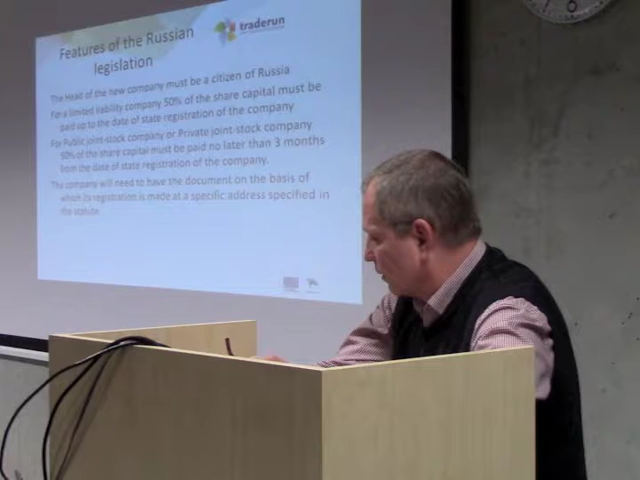 Features of the Russian
legislation
traderun
The Head of the new company must be a citizen of Russia
For a limited liability company 50% of the share capital must be
paid up to the date of state registration of the company
For Public joint-stock company or Private joint-stock company
50% of the share capital must be paid no later than 3 months
from the date of state registration of the company.
The company will need to have the document on the basis of
which its registration is made at a specific address specified in
the statute.
6